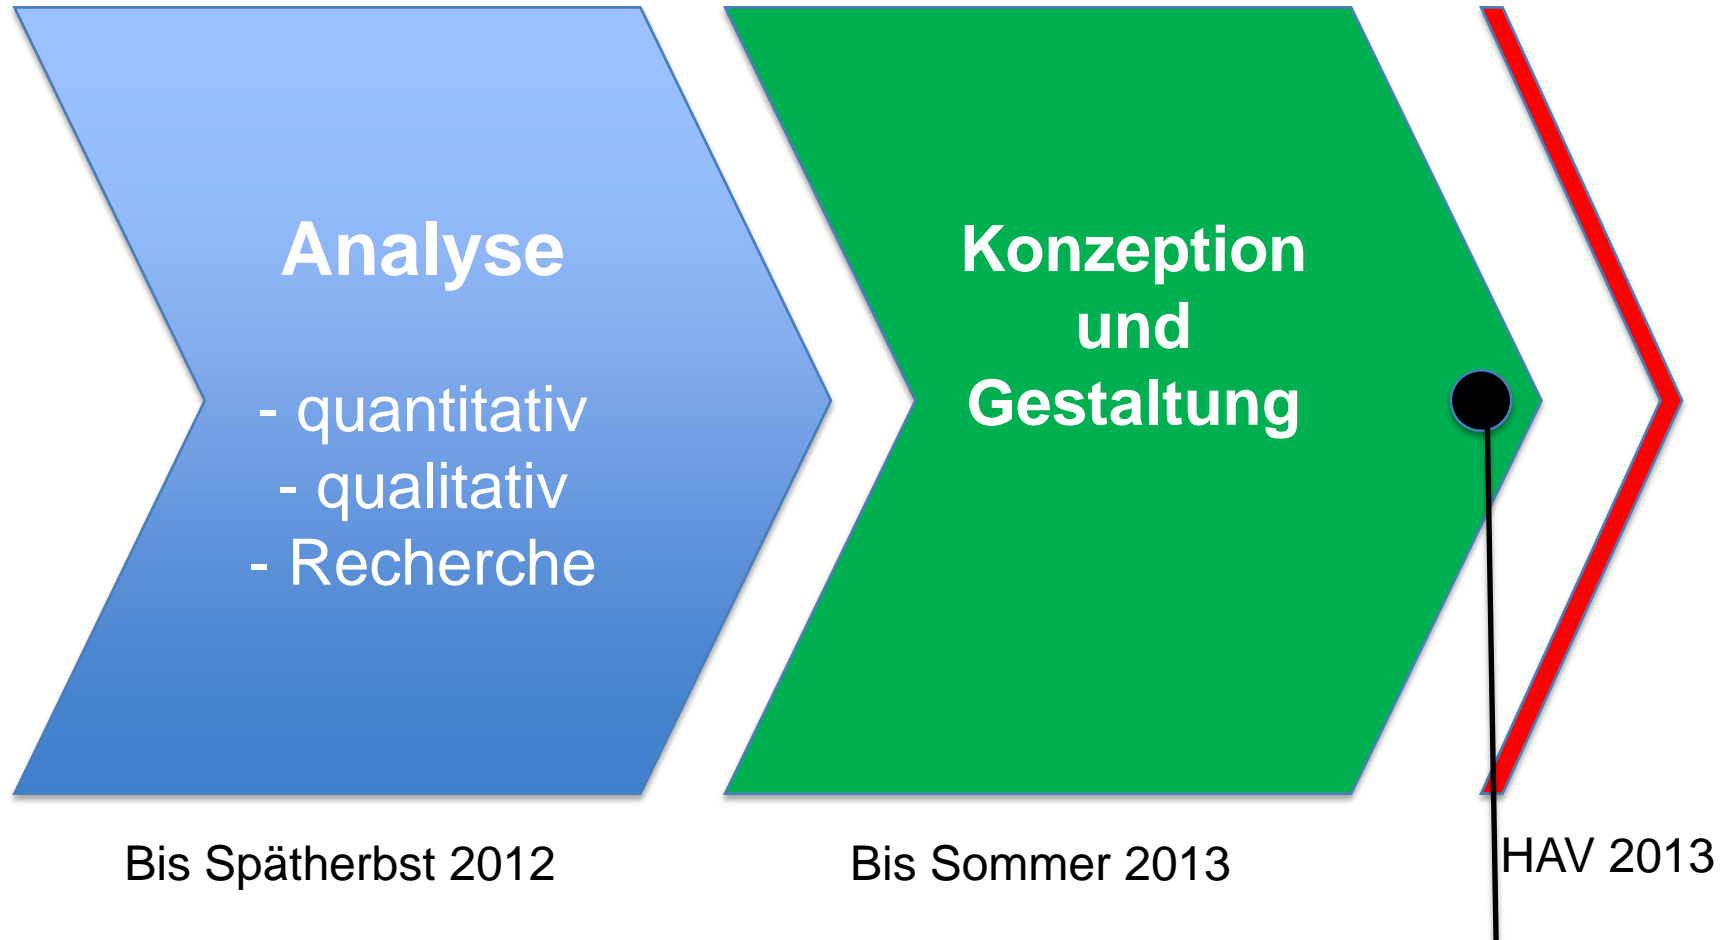 Analyse
- quantitativ
- qualitativ
- Recherche
Konzeption
und
Gestaltung
Bis Spätherbst 2012
Bis Sommer 2013
HAV 2013